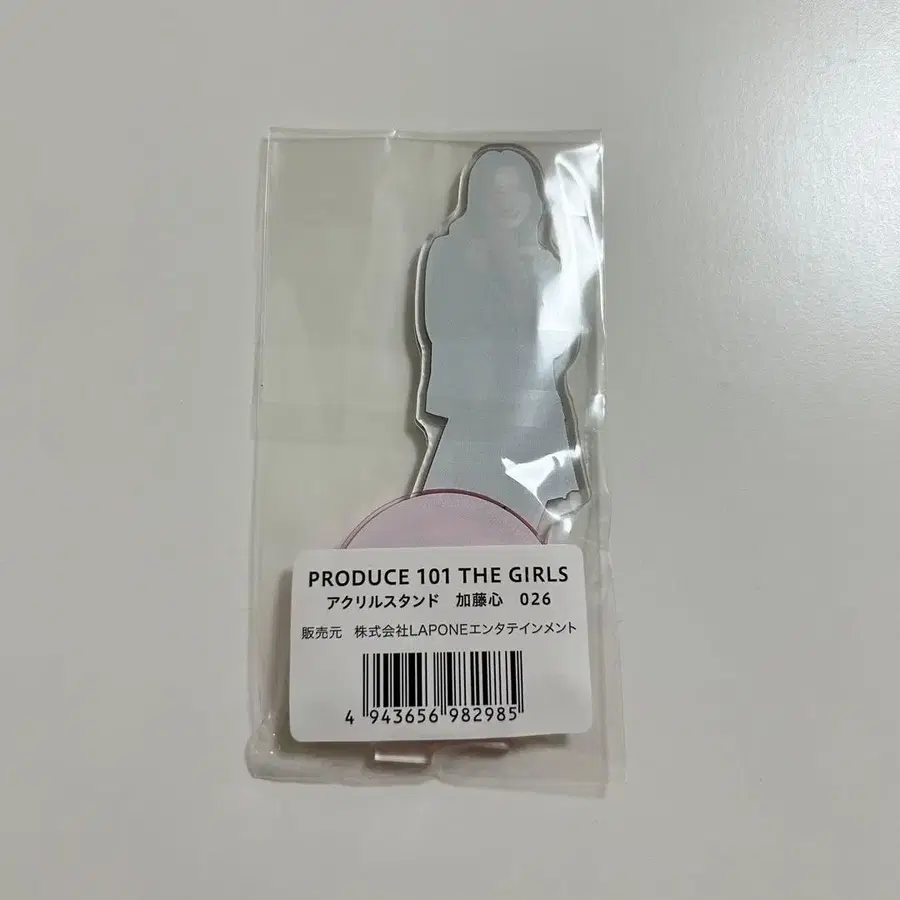 PRODUCE 101 THE GIRLS
アクリルスタンド　加藤心　026
販売元　株式会社LAPONEエンタテインメント
4 943656 982985